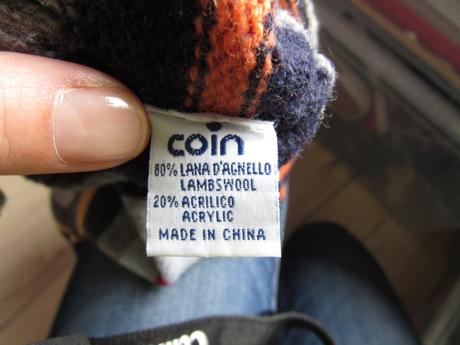 coin
80% LANA D'AGNELLO
LAMBSWOOL
20% ACRILICO
ACRYLIC
MADE IN CHINA